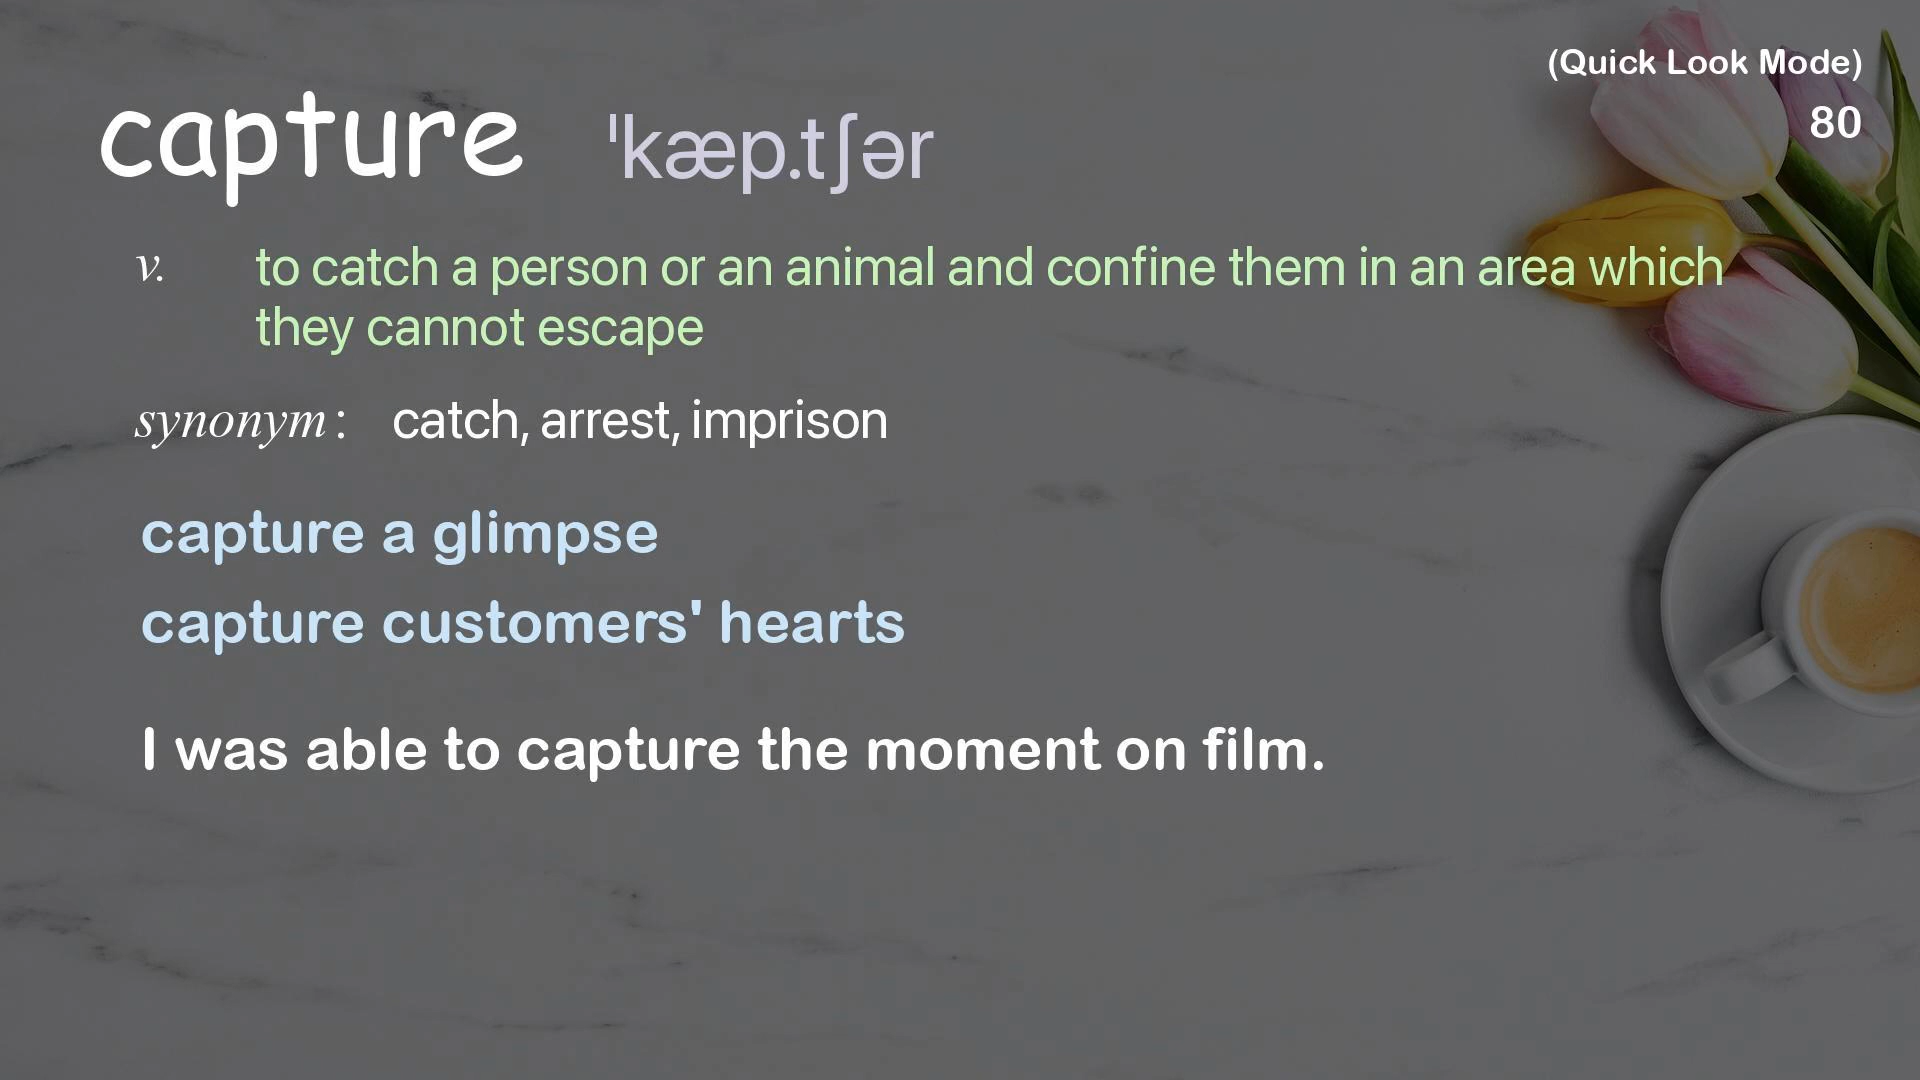 (Quick Look Mode)
80
capture ˈkæp.tʃər
v. to catch a person or an animal and confine them in an area which
they cannot escape
synonym: catch, arrest, imprison
capture a glimpse
capture customers' hearts
I was able to capture the moment on film.